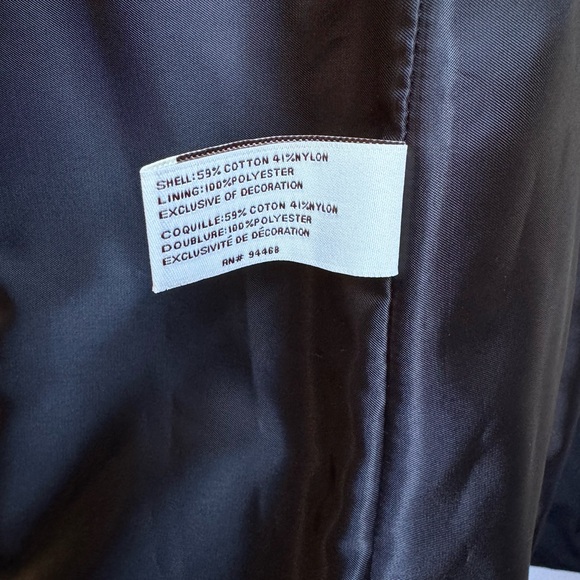 SHELL:59% COTTON 41%NYLON
LINING:100%POLYESTER
EXCLUSIVE OF DECORATION
COQUILLE:59% COTON 41%NYLON
DOUBLURE:100%POLYESTER
EXCLUSIVITÉ DE DÉCORATION
RN# 94468